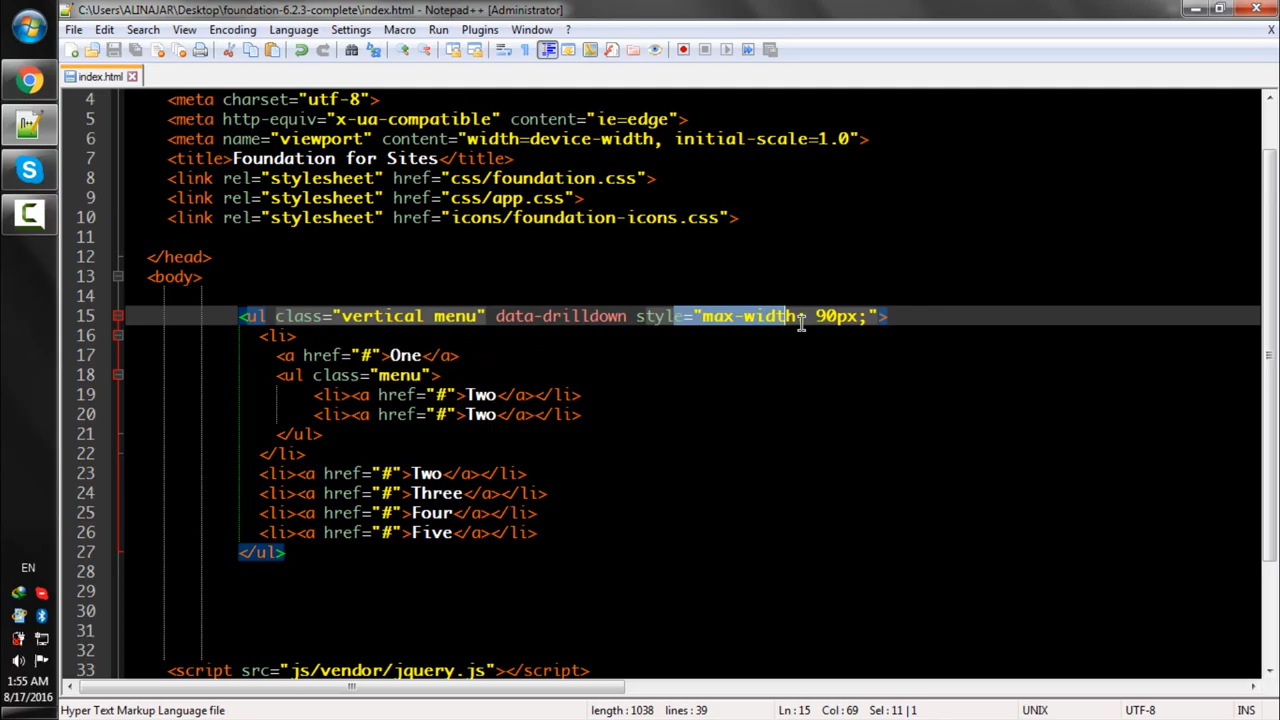 C:\Users\ALINAJAR\Desktop\foundation-6.2.3-complete\index.html - Notepad++ [Administrator]
File Edit Search View Encoding Language Settings Macro Run Plugins Window ? X
index.html
4 <meta charset="utf-8">
5 <meta http-equiv="x-ua-compatible" content="ie=edge">
6 <meta name="viewport" content="width=device-width, initial-scale=1.0">
7 <title>Foundation for Sites</title>
8 <link rel="stylesheet" href="css/foundation.css">
9 <link rel="stylesheet" href="css/app.css">
10 <link rel="stylesheet" href="icons/foundation-icons.css">
11
12 </head>
13 <body>
14
15 <ul class="vertical menu" data-drilldown style="max-width: 90px;">
16 <li>
17 <a href="#">One</a>
18 <ul class="menu">
19 <li><a href="#">Two</a></li>
20 <li><a href="#">Two</a></li>
21 </ul>
22 </li>
23 <li><a href="#">Two</a></li>
24 <li><a href="#">Three</a></li>
25 <li><a href="#">Four</a></li>
26 <li><a href="#">Five</a></li>
27 </ul>
28
29
30
31
32
33 <script src="js/vendor/jquery.js"></script>
EN
1:55 AM
8/17/2016
Hyper Text Markup Language file length : 1038 lines : 39 Ln : 15 Col : 69 Sel : 11 | 1 UNIX UTF-8 INS